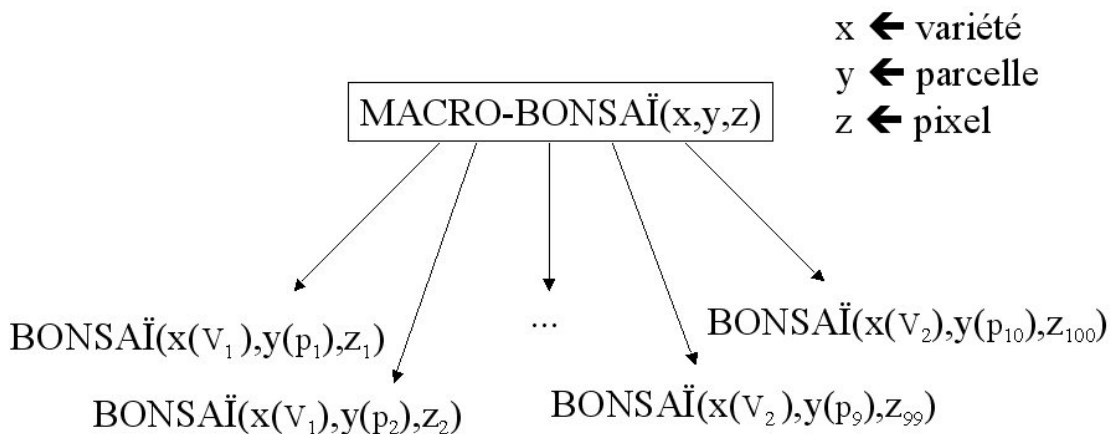 x ← variété
y ← parcelle
z ← pixel
MACRO-BONSAÏ(x,y,z)
BONSAÏ(x(V₁),y(p₁),z₁)
...
BONSAÏ(x(V₂),y(p₁₀),z₁₀₀)
BONSAÏ(x(V₁),y(p₂),z₂)
BONSAÏ(x(V₂),y(p₉),z₉₉)